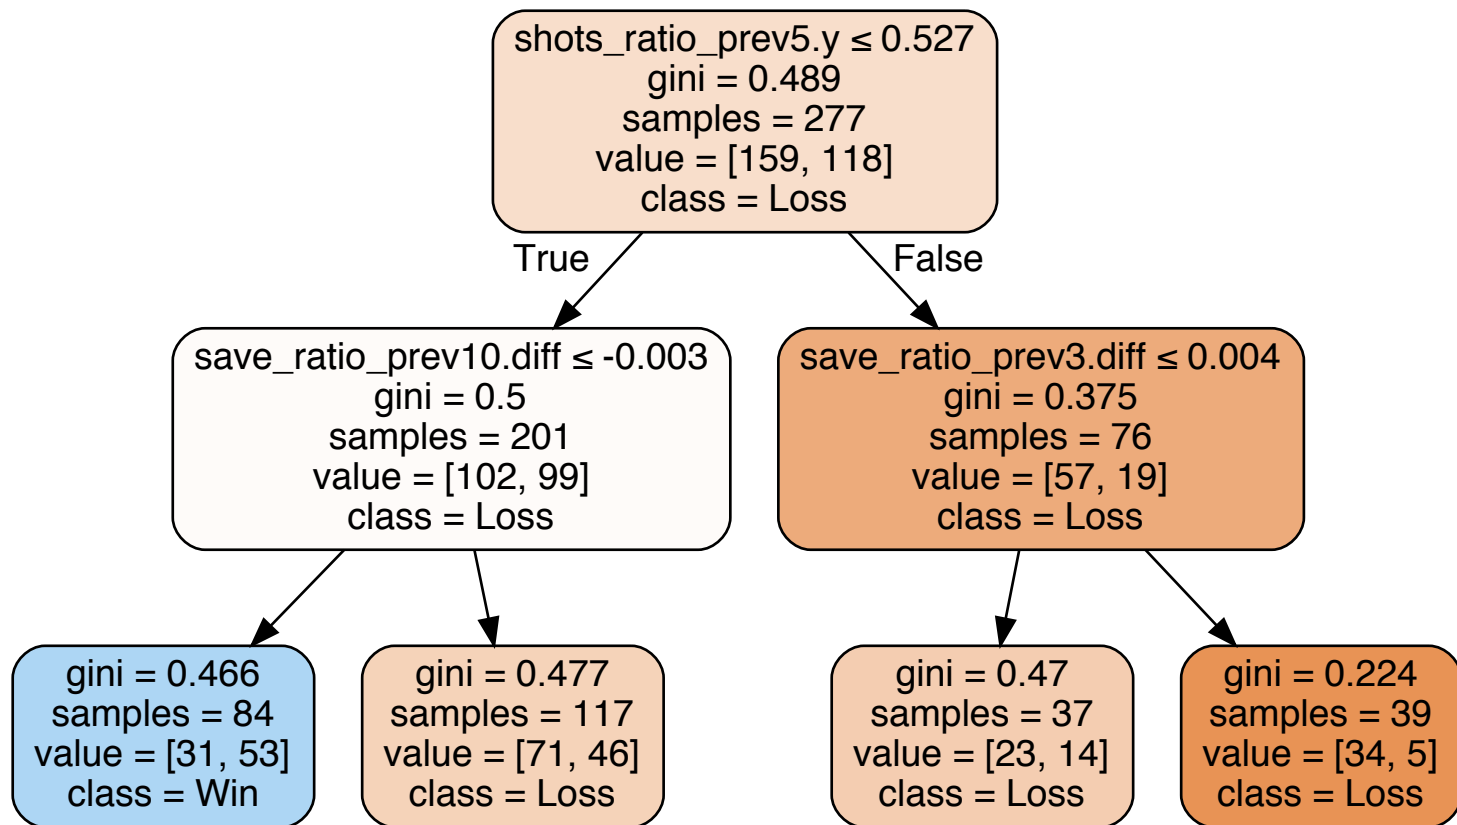 shots_ratio_prev5.y ≤ 0.527
gini = 0.489
samples = 277
value = [159, 118]
class = Loss
True
False
save_ratio_prev10.diff ≤ -0.003
gini = 0.5
samples = 201
value = [102, 99]
class = Loss
save_ratio_prev3.diff ≤ 0.004
gini = 0.375
samples = 76
value = [57, 19]
class = Loss
gini = 0.466
samples = 84
value = [31, 53]
class = Win
gini = 0.477
samples = 117
value = [71, 46]
class = Loss
gini = 0.47
samples = 37
value = [23, 14]
class = Loss
gini = 0.224
samples = 39
value = [34, 5]
class = Loss